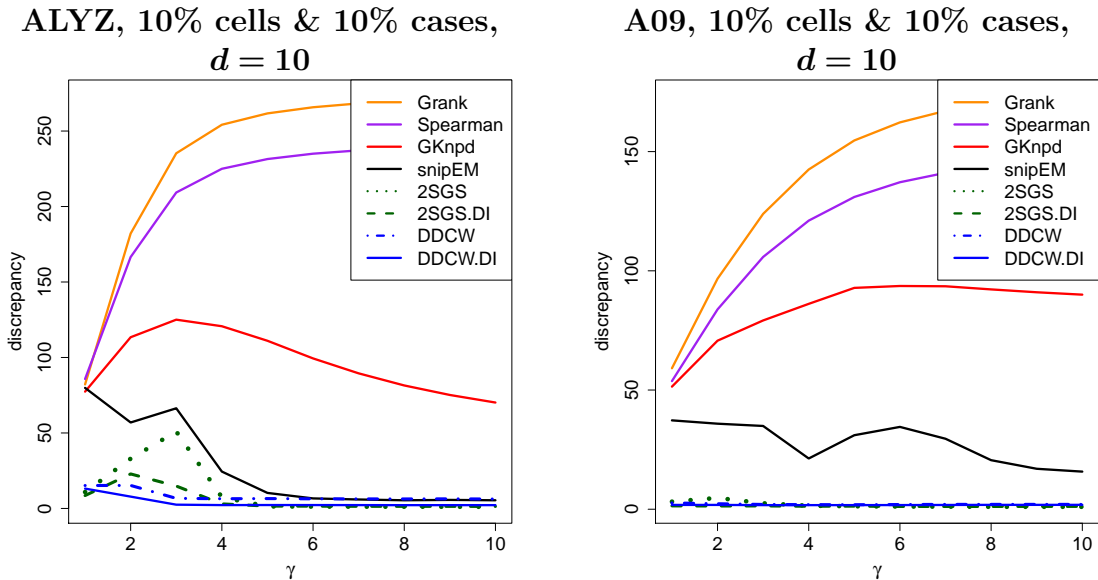 ALYZ, 10% cells & 10% cases,
d = 10
discrepancy
0
50
100
150
200
250
Grank
Spearman
GKnpd
snipEM
2SGS
2SGS.DI
DDCW
DDCW.DI
2
4
6
8
10
γ
A09, 10% cells & 10% cases,
d = 10
discrepancy
0
50
100
150
Grank
Spearman
GKnpd
snipEM
2SGS
2SGS.DI
DDCW
DDCW.DI
2
4
6
8
10
γ